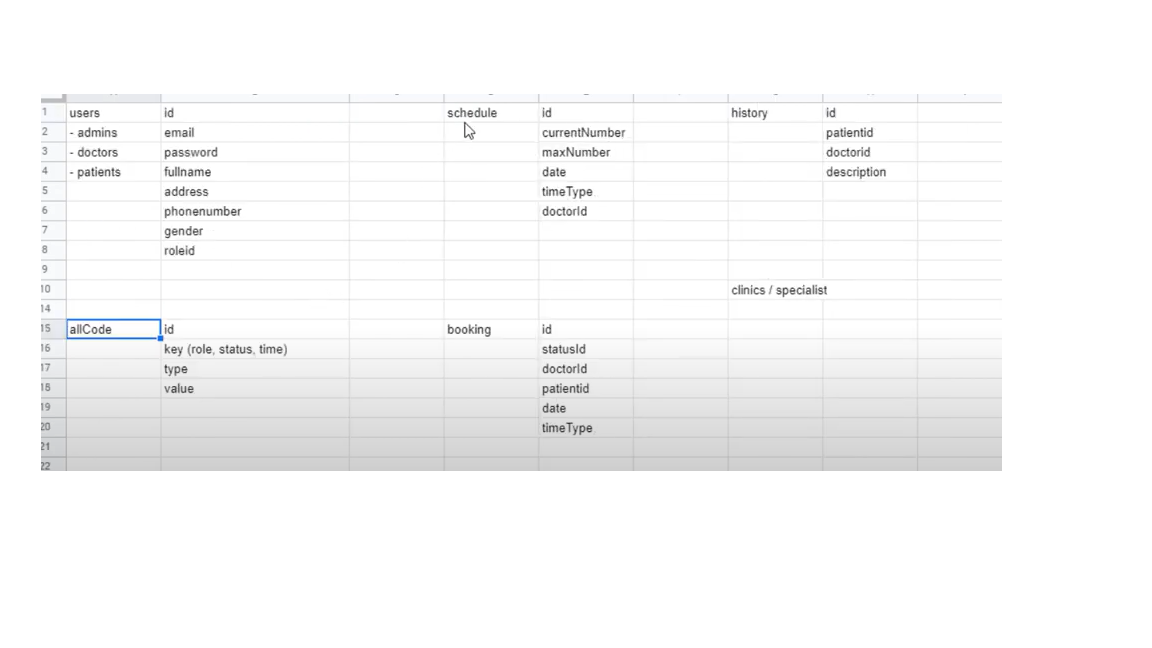 1 users id schedule id history id
2 - admins email currentNumber patientid
3 - doctors password maxNumber doctorid
4 - patients fullname date description
5 address timeType
6 phonenumber doctorId
7 gender
8 roleid
9
10 clinics / specialist
14
15 allCode id booking id
16 key (role, status, time) statusId
17 type doctorId
18 value patientid
19 date
20 timeType
21
22